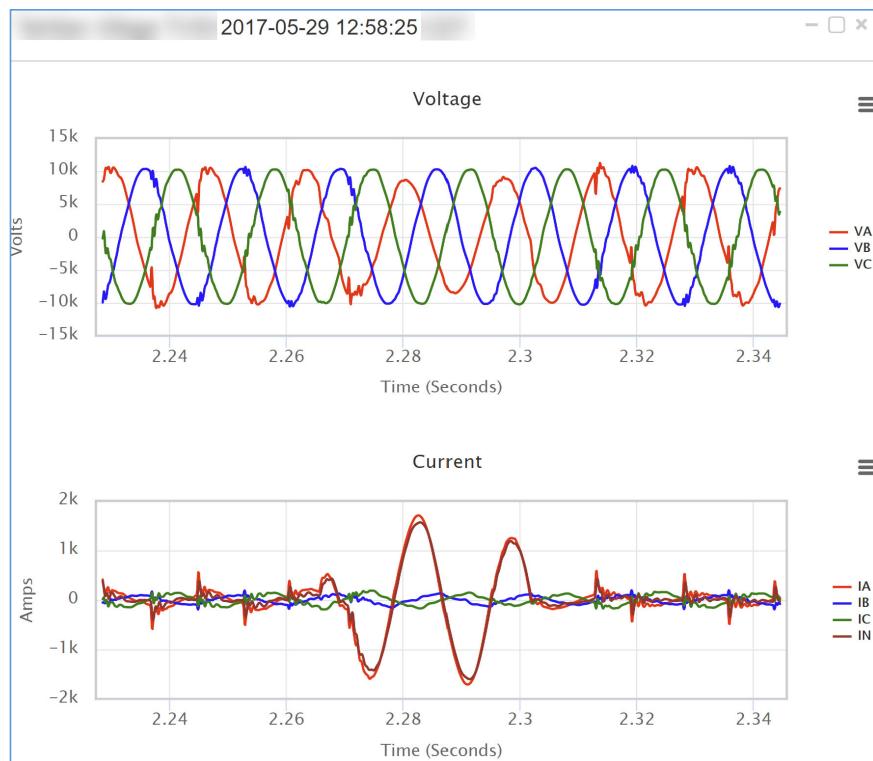 2017-05-29 12:58:25
Voltage
15k
10k
5k
0
−5k
−10k
−15k
Volts
2.24 2.26 2.28 2.3 2.32 2.34
Time (Seconds)
VA
VB
VC
Current
2k
1k
0
-1k
-2k
Amps
2.24 2.26 2.28 2.3 2.32 2.34
Time (Seconds)
IA
IB
IC
IN